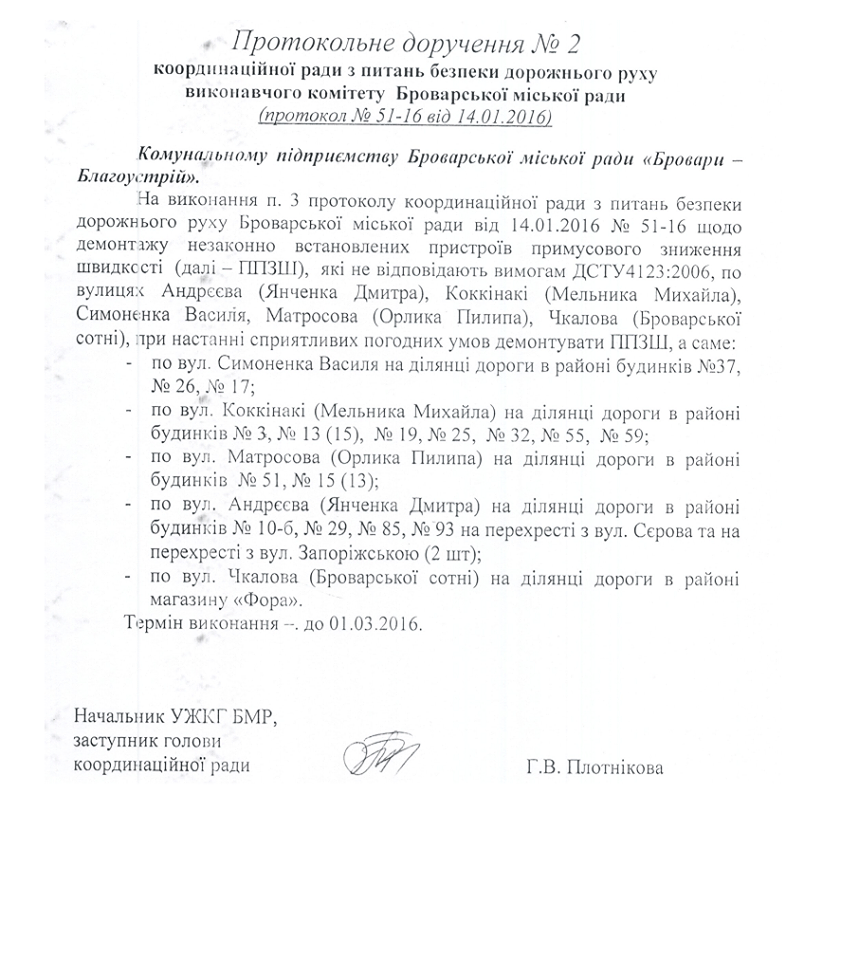 Протокольне доручення № 2
координаційної ради з питань безпеки дорожнього руху
виконавчого комітету Броварської міської ради
(протокол № 51-16 від 14.01.2016)
Комунальному підприємству Броварської міської ради «Бровари –
Благоустрій».
На виконання п. 3 протоколу координаційної ради з питань безпеки
дорожнього руху Броварської міської ради від 14.01.2016 № 51-16 щодо
демонтажу незаконно встановлених пристроїв примусового зниження
швидкості (далі – ППЗШ), які не відповідають вимогам ДСТУ4123:2006, по
вулицях Андрєєва (Янченка Дмитра), Коккінакі (Мельника Михайла),
Симоненка Василя, Матросова (Орлика Пилипа), Чкалова (Броварської
сотні), при настанні сприятливих погодних умов демонтувати ППЗШ, а саме:
- по вул. Симоненка Василя на ділянці дороги в районі будинків №37,
№ 26, № 17;
- по вул. Коккінакі (Мельника Михайла) на ділянці дороги в районі
будинків № 3, № 13 (15), № 19, № 25, № 32, № 55, № 59;
- по вул. Матросова (Орлика Пилипа) на ділянці дороги в районі
будинків № 51, № 15 (13);
- по вул. Андрєєва (Янченка Дмитра) на ділянці дороги в районі
будинків № 10-б, № 29, № 85, № 93 на перехресті з вул. Сєрова та на
перехресті з вул. Запоріжською (2 шт);
- по вул. Чкалова (Броварської сотні) на ділянці дороги в районі
магазину «Фора».
Термін виконання –. до 01.03.2016.
Начальник УЖКГ БМР,
заступник голови
координаційної ради
Г.В. Плотнікова